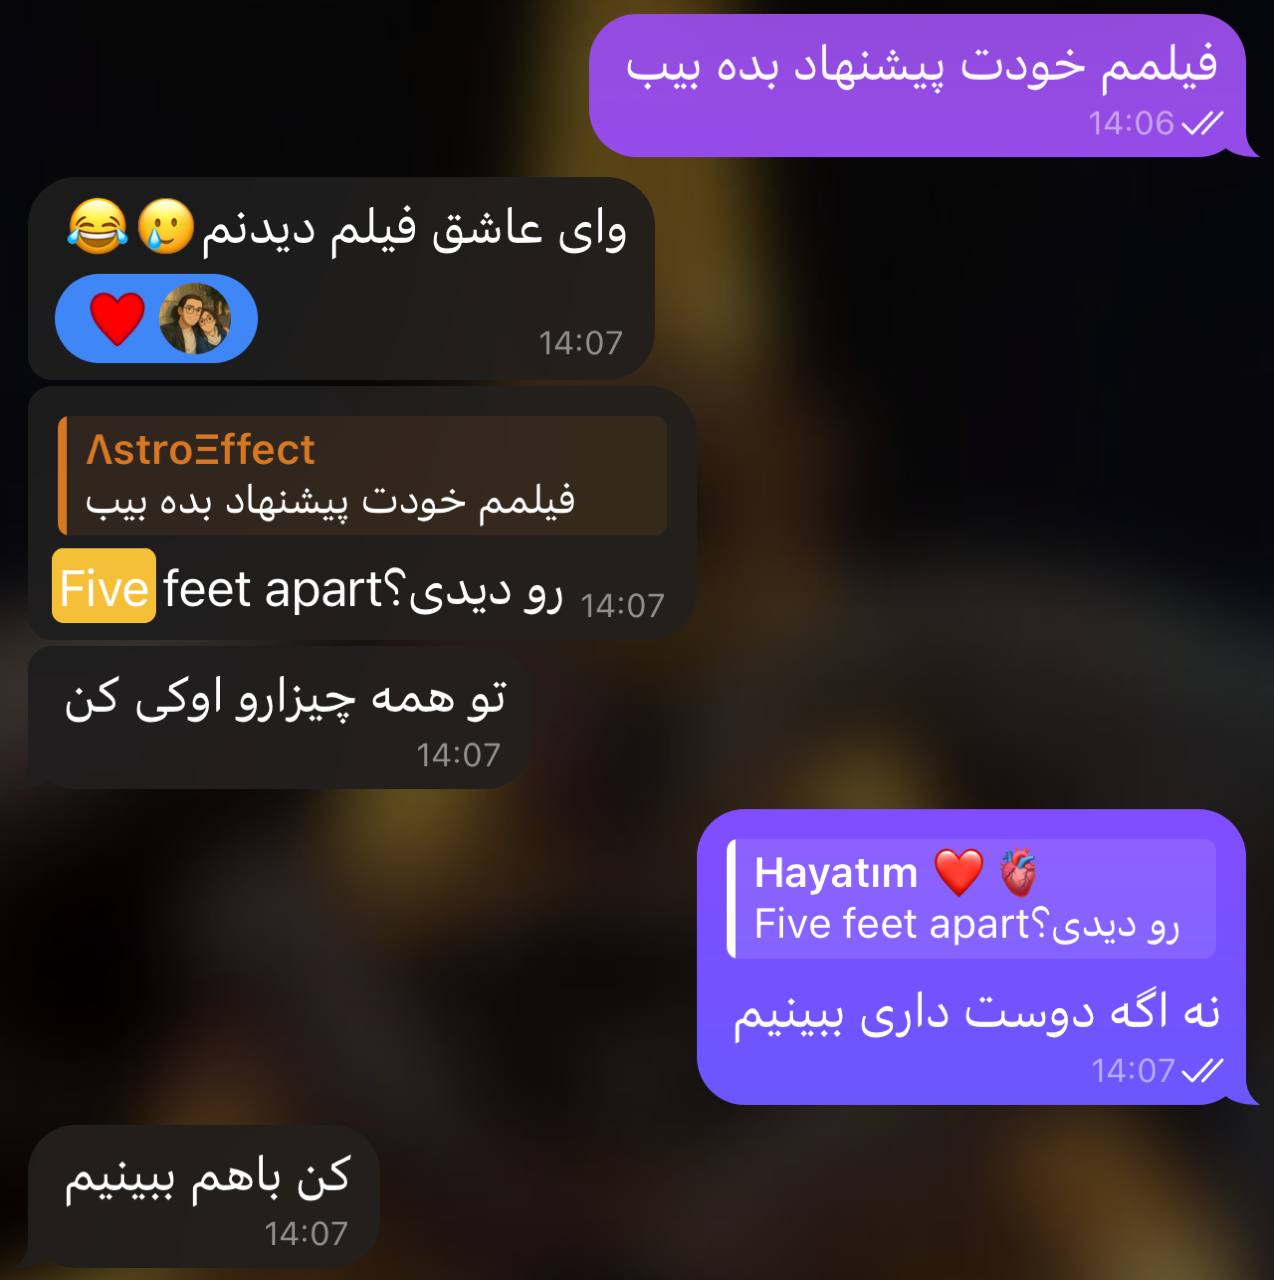 فیلمم خودت پیشنهاد بده بیب
14:06
وای عاشق فیلم دیدنم🥲😂
❤️
14:07
ΛstroΞffect
فیلمم خودت پیشنهاد بده بیب
Five feet apart رو دیدی؟ 14:07
تو همه چیزارو اوکی کن
14:07
Hayatım ❤️ 🫀
Five feet apart رو دیدی؟
نه اگه دوست داری ببینیم
14:07
کن باهم ببینیم
14:07